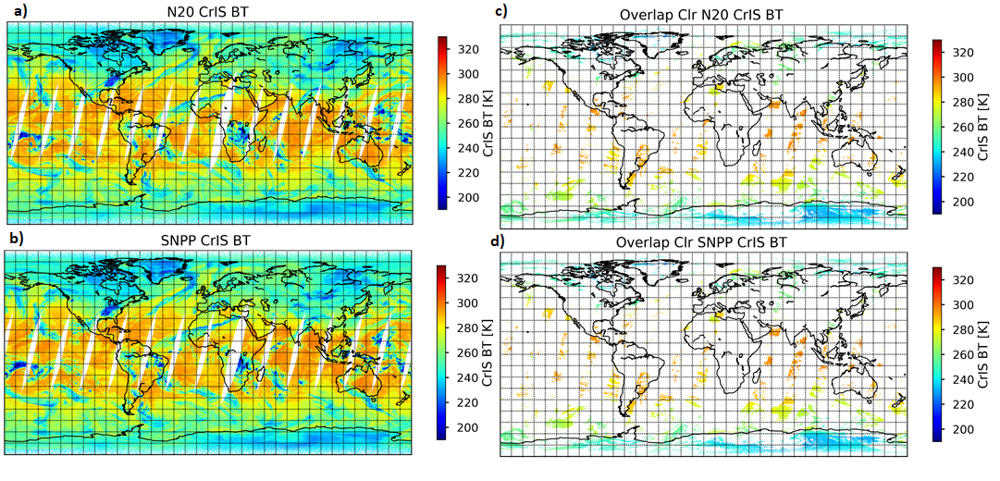 a)
N20 CrIS BT
320
300
280
260
240
220
200
CrIS BT [K]
b)
SNPP CrIS BT
320
300
280
260
240
220
200
CrIS BT [K]
c)
Overlap Clr N20 CrIS BT
320
300
280
260
240
220
200
CrIS BT [K]
d)
Overlap Clr SNPP CrIS BT
320
300
280
260
240
220
200
CrIS BT [K]